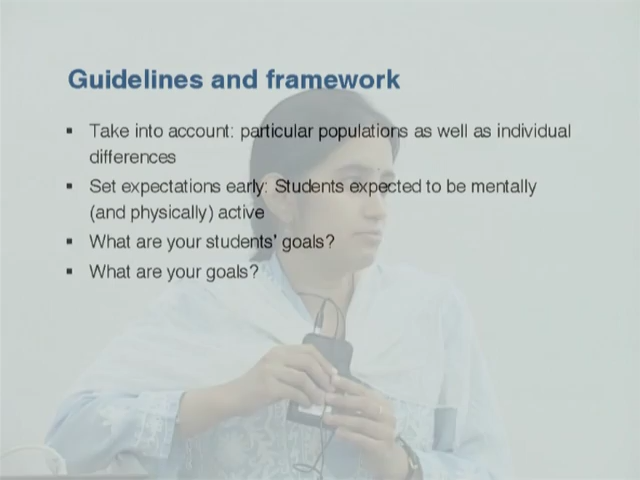 Guidelines and framework
▪ Take into account: particular populations as well as individual
differences
▪ Set expectations early: Students expected to be mentally
(and physically) active
▪ What are your students' goals?
▪ What are your goals?